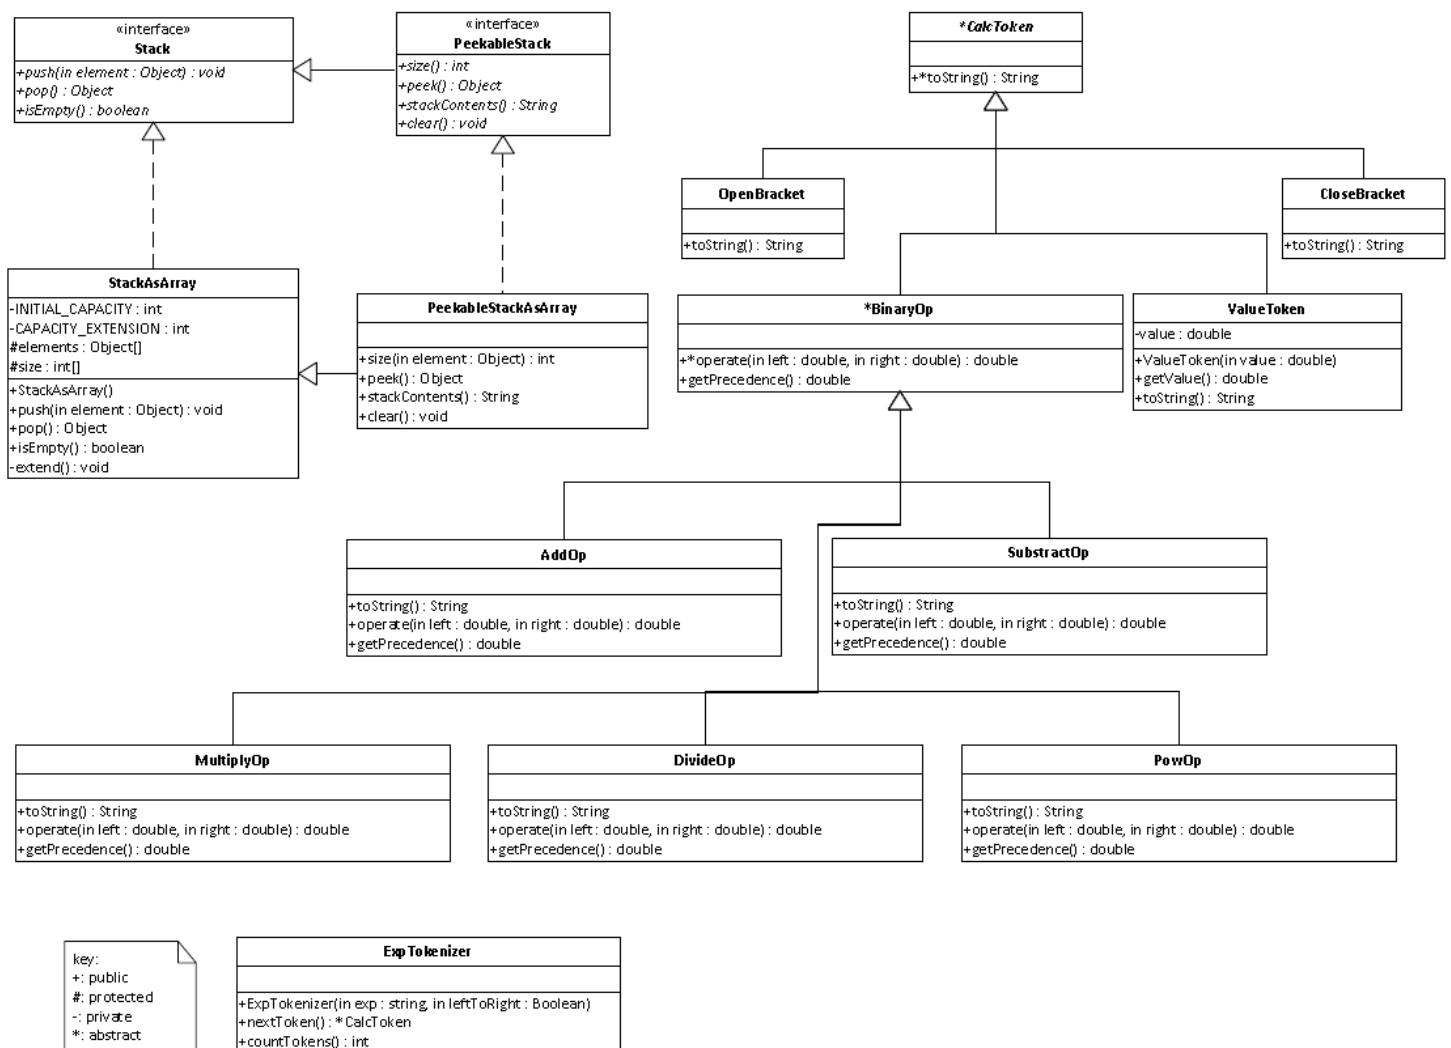 «interface»
Stack
+push(in element : Object) : void
+pop() : Object
+isEmpty() : boolean
«interface»
PeekableStack
+size() : int
+peek() : Object
+stackContents() : String
+clear() : void
*CalcToken
+*toString() : String
OpenBracket
+toString() : String
CloseBracket
+toString() : String
StackAsArray
-INITIAL_CAPACITY : int
-CAPACITY_EXTENSION : int
#elements : Object[]
#size : int[]
+StackAsArray()
+push(in element : Object) : void
+pop() : Object
+isEmpty() : boolean
-extend() : void
PeekableStackAsArray
+size(in element : Object) : int
+peek() : Object
+stackContents() : String
+clear() : void
*BinaryOp
+*operate(in left : double, in right : double) : double
+getPrecedence() : double
ValueToken
-value : double
+ValueToken(in value : double)
+getValue() : double
+toString() : String
AddOp
+toString() : String
+operate(in left : double, in right : double) : double
+getPrecedence() : double
SubstractOp
+toString() : String
+operate(in left : double, in right : double) : double
+getPrecedence() : double
MultiplyOp
+toString() : String
+operate(in left : double, in right : double) : double
+getPrecedence() : double
DivideOp
+toString() : String
+operate(in left : double, in right : double) : double
+getPrecedence() : double
PowOp
+toString() : String
+operate(in left : double, in right : double) : double
+getPrecedence() : double
key:
+: public
#: protected
-: private
*: abstract
ExpTokenizer
+ExpTokenizer(in exp : string, in leftToRight : Boolean)
+nextToken() : *CalcToken
+countTokens() : int